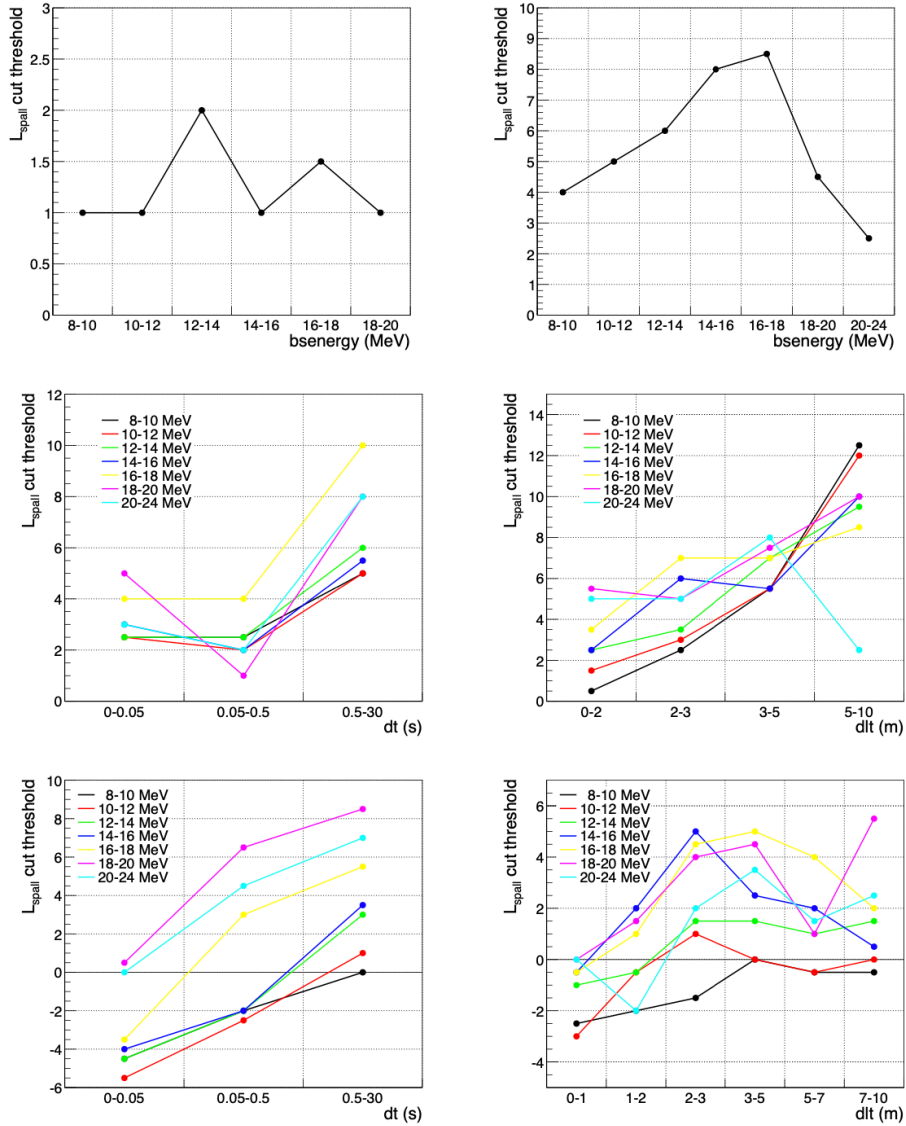 3
2.5
2
1.5
1
0.5
0
L_spall cut threshold
8-10 10-12 12-14 14-16 16-18 18-20
bsenergy (MeV)
10
9
8
7
6
5
4
3
2
1
0
L_spall cut threshold
8-10 10-12 12-14 14-16 16-18 18-20 20-24
bsenergy (MeV)
12
10
8
6
4
2
0
L_spall cut threshold
8-10 MeV
10-12 MeV
12-14 MeV
14-16 MeV
16-18 MeV
18-20 MeV
20-24 MeV
0-0.05 0.05-0.5 0.5-30
dt (s)
14
12
10
8
6
4
2
0
L_spall cut threshold
8-10 MeV
10-12 MeV
12-14 MeV
14-16 MeV
16-18 MeV
18-20 MeV
20-24 MeV
0-2 2-3 3-5 5-10
dlt (m)
10
8
6
4
2
0
-2
-4
-6
L_spall cut threshold
8-10 MeV
10-12 MeV
12-14 MeV
14-16 MeV
16-18 MeV
18-20 MeV
20-24 MeV
0-0.05 0.05-0.5 0.5-30
dt (s)
6
4
2
0
-2
-4
L_spall cut threshold
8-10 MeV
10-12 MeV
12-14 MeV
14-16 MeV
16-18 MeV
18-20 MeV
20-24 MeV
0-1 1-2 2-3 3-5 5-7 7-10
dlt (m)